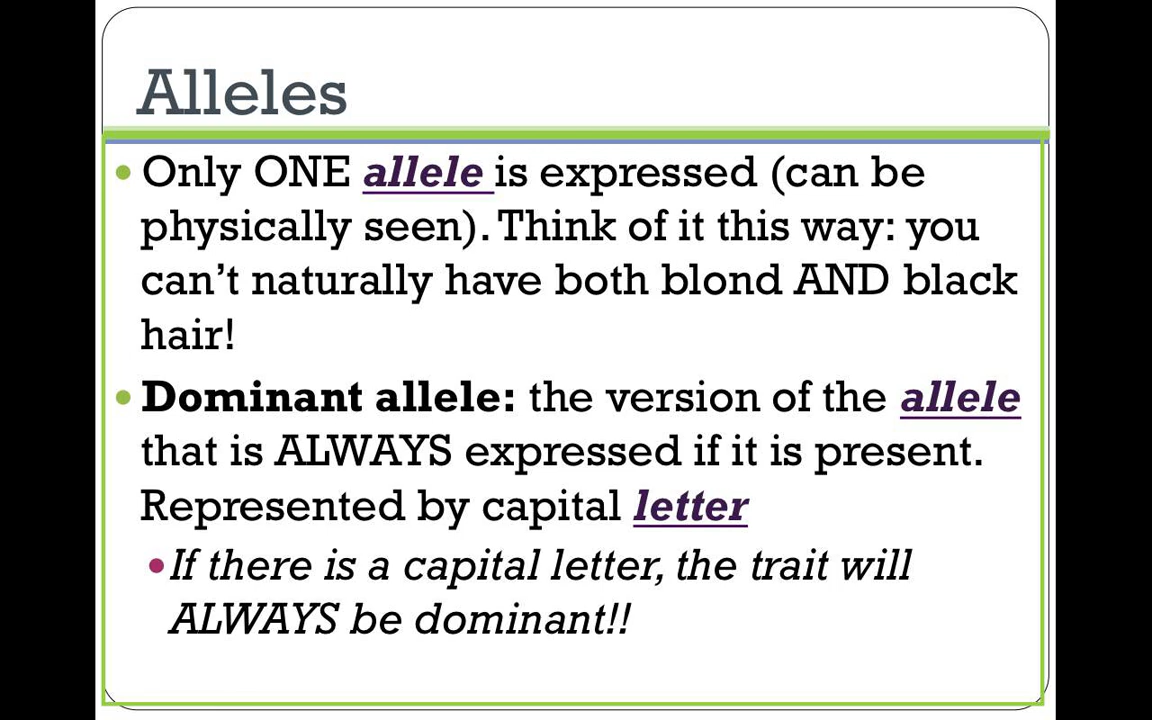 Alleles
• Only ONE allele is expressed (can be
physically seen). Think of it this way: you
can't naturally have both blond AND black
hair!
• Dominant allele: the version of the allele
that is ALWAYS expressed if it is present.
Represented by capital letter
• If there is a capital letter, the trait will
ALWAYS be dominant!!